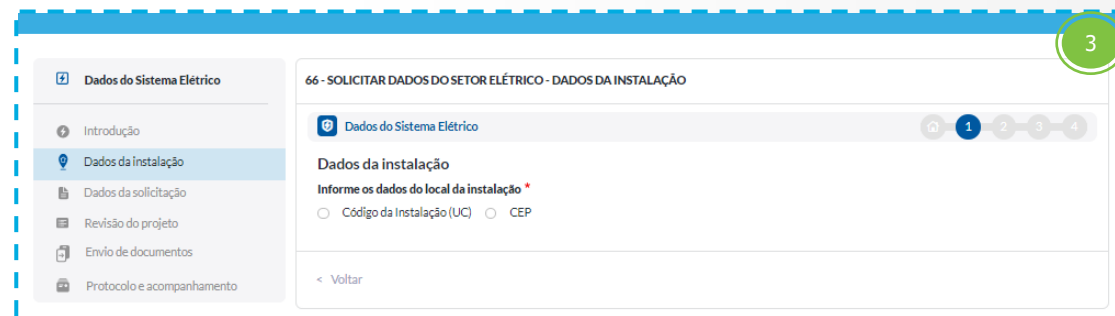 3
Dados do Sistema Elétrico
Introdução
Dados da instalação
Dados da solicitação
Revisão do projeto
Envio de documentos
Protocolo e acompanhamento
66 - SOLICITAR DADOS DO SETOR ELÉTRICO - DADOS DA INSTALAÇÃO
Dados do Sistema Elétrico
1 2 3 4
Dados da instalação
Informe os dados do local da instalação *
Código da Instalação (UC) CEP
< Voltar